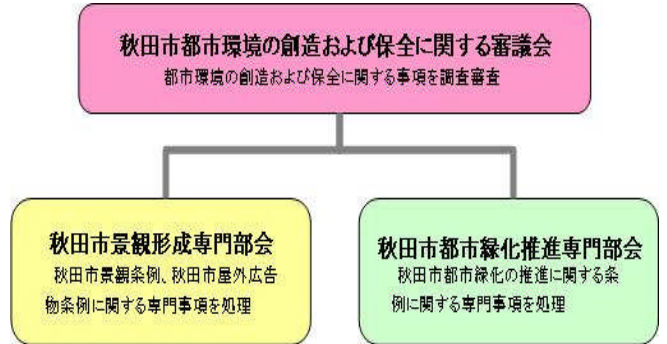 秋田市都市環境の創造および保全に関する審議会
都市環境の創造および保全に関する事項を調査審査
秋田市景観形成専門部会
秋田市景観条例、秋田市屋外広告
物条例に関する専門事項を処理
秋田市都市緑化推進専門部会
秋田市都市緑化の推進に関する条
例に関する専門事項を処理